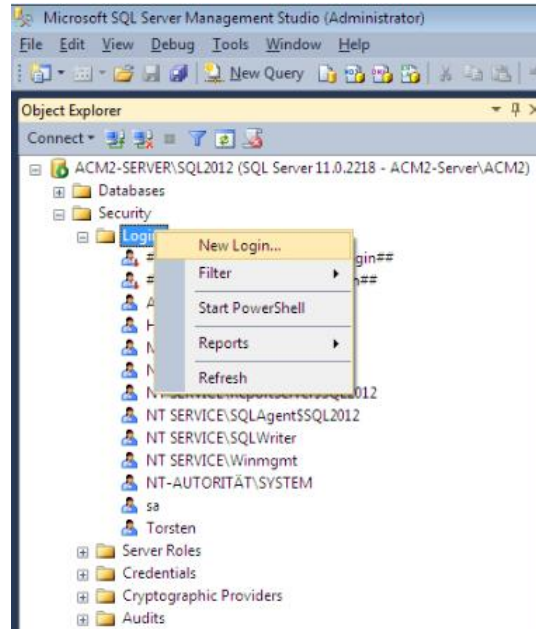 Microsoft SQL Server Management Studio (Administrator)
File Edit View Debug Tools Window Help
New Query
Object Explorer
Connect
ACM2-SERVER\SQL2012 (SQL Server 11.0.2218 - ACM2-Server\ACM2)
Databases
Security
New Login...
Filter
Start PowerShell
Reports
Refresh
NT SERVICE\SQLAgent$SQL2012
NT SERVICE\SQLWriter
NT SERVICE\Winmgmt
NT-AUTORITÄT\SYSTEM
sa
Torsten
Server Roles
Credentials
Cryptographic Providers
Audits